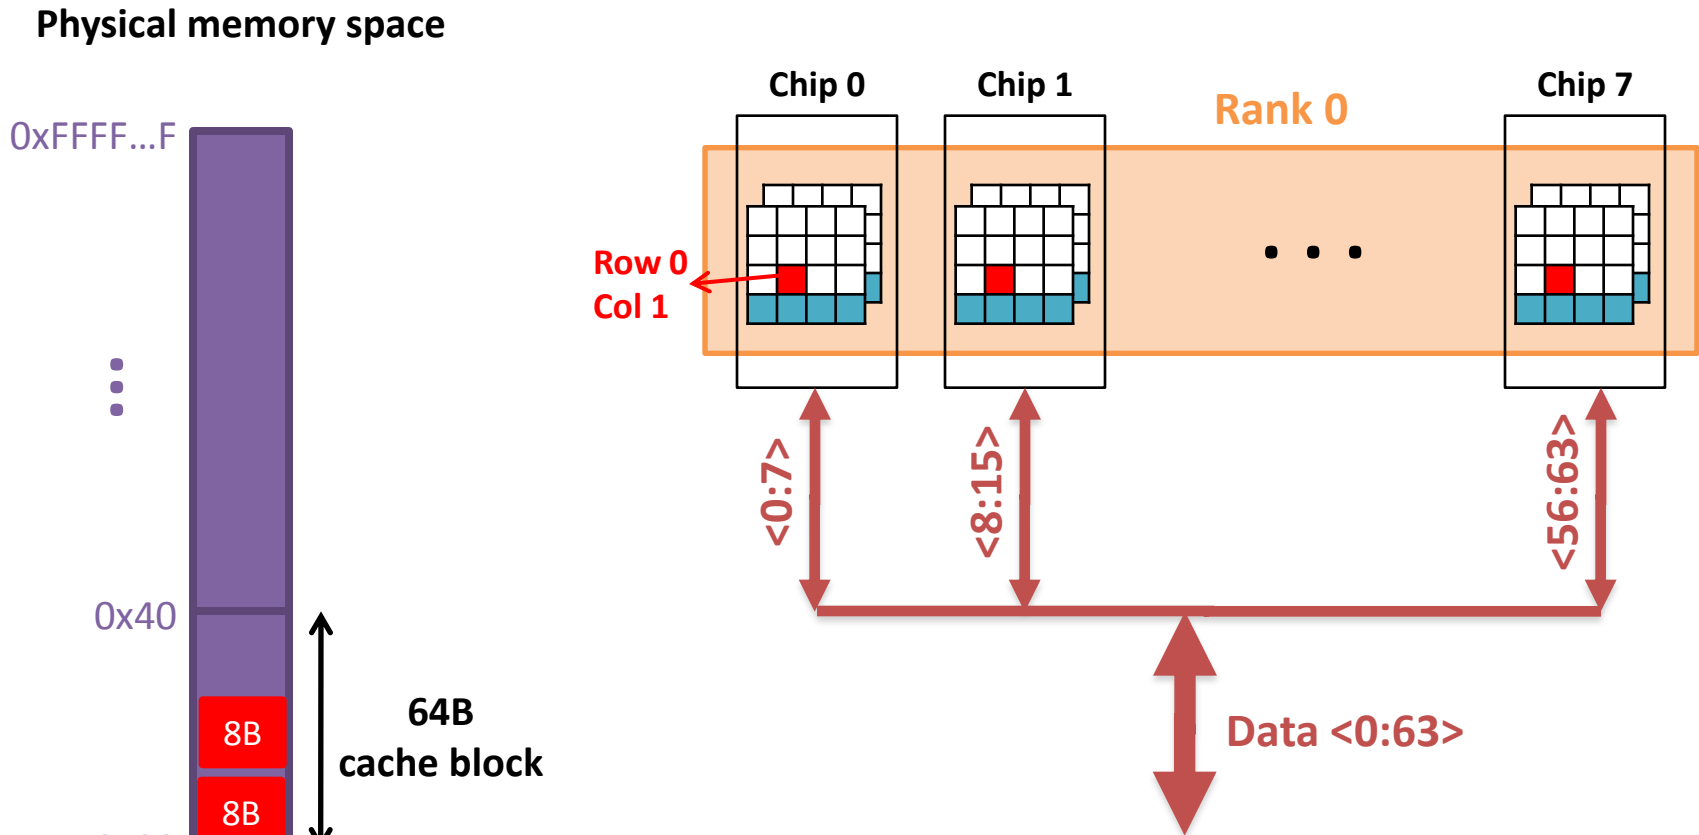 Physical memory space
Chip 0
Chip 1
Chip 7
Rank 0
0xFFFF...F
Row 0
Col 1
<0:7>
<8:15>
<56:63>
0x40
64B
cache block
8B
8B
Data <0:63>